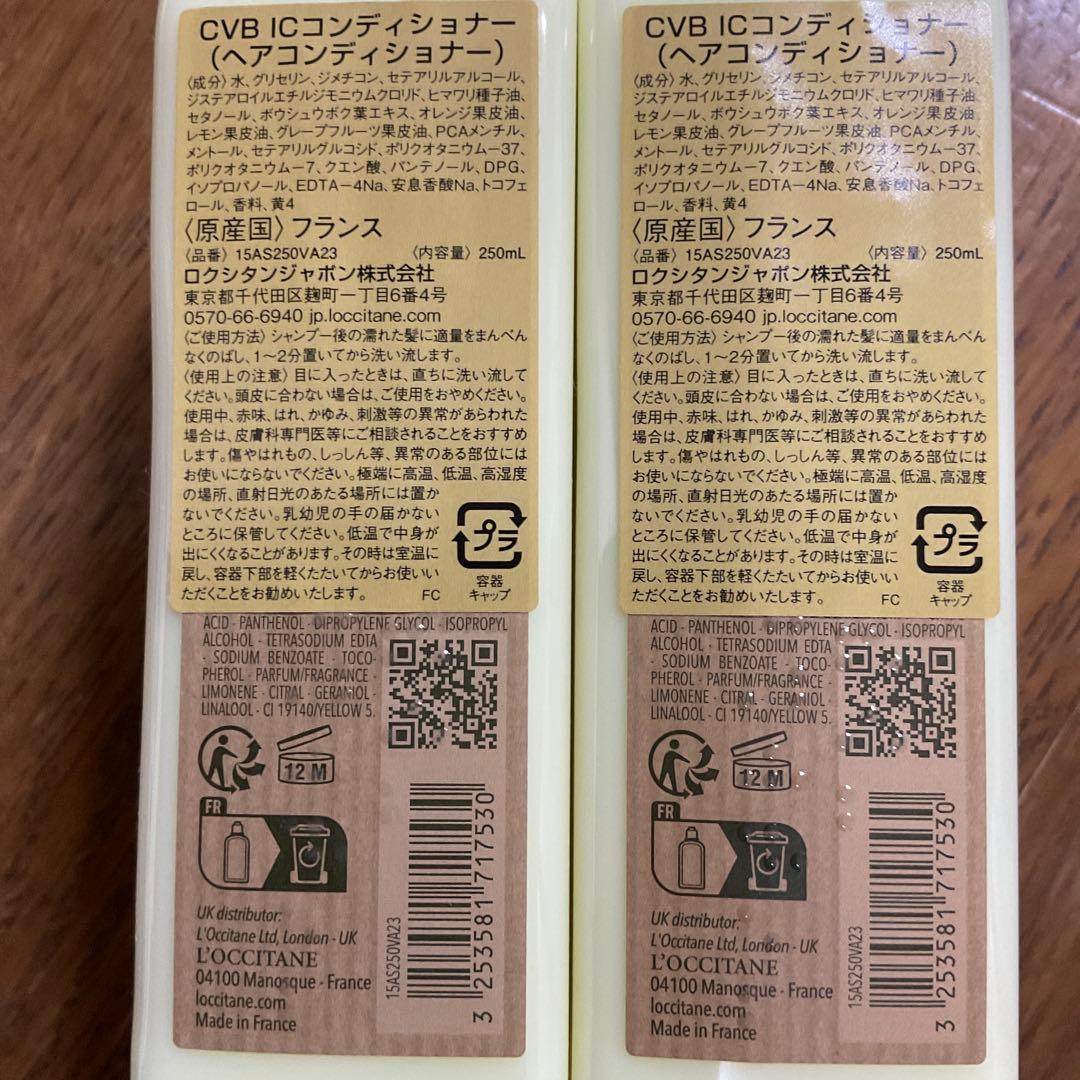 CVB ICコンディショナー
(ヘアコンディショナー)
〈成分〉水、グリセリン、ジメチコン、セテアリルアルコール、
ジステアロイルエチルジモニウムクロリド、ヒマワリ種子油、
セタノール、ボウシュウボク葉エキス、オレンジ果皮油、
レモン果皮油、グレープフルーツ果皮油、PCAメンチル、
メントール、セテアリルグルコシド、ポリクオタニウムー37、
ポリクオタニウムー7、クエン酸、パンテノール、DPG、
イソプロパノール、EDTAー4Na、安息香酸Na、トコフェ
ロール、香料、黄4
〈原産国〉フランス
〈品番〉15AS250VA23 〈内容量〉250mL
ロクシタンジャポン株式会社
東京都千代田区麹町一丁目6番4号
0570-66-6940 jp.loccitane.com
〈ご使用方法〉シャンプー後の濡れた髪に適量をまんべん
なくのばし、1〜2分置いてから洗い流します。
〈使用上の注意〉目に入ったときは、直ちに洗い流して
ください。頭皮に合わない場合は、ご使用をおやめください。
使用中、赤味、はれ、かゆみ、刺激等の異常があらわれた
場合は、皮膚科専門医等にご相談されることをおすすめ
します。傷やはれもの、しっしん等、異常のある部位には
お使いにならないでください。極端に高温、低温、高湿度
の場所、直射日光のあたる場所には置か
ないでください。乳幼児の手の届かない
ところに保管してください。低温で中身が
出にくくなることがあります。その時は室温に
戻し、容器下部を軽くたたいてからお使いい
ただくことをお勧めいたします。 FC
プラ
容器
キャップ
ACID - PANTHENOL - DIPROPYLENE GLYCOL - ISOPROPYL
ALCOHOL - TETRASODIUM EDTA
- SODIUM BENZOATE - TOCO-
PHEROL - PARFUM/FRAGRANCE -
LIMONENE - CITRAL - GERANIOL -
LINALOOL - CI 19140/YELLOW 5.
12 M
FR
UK distributor:
L'Occitane Ltd, London - UK
L'OCCITANE
04100 Manosque - France
loccitane.com
Made in France
15AS250VA23
3 253581 717530
CVB ICコンディショナー
(ヘアコンディショナー)
〈成分〉水、グリセリン、ジメチコン、セテアリルアルコール、
ジステアロイルエチルジモニウムクロリド、ヒマワリ種子油、
セタノール、ボウシュウボク葉エキス、オレンジ果皮油、
レモン果皮油、グレープフルーツ果皮油、PCAメンチル、
メントール、セテアリルグルコシド、ポリクオタニウムー37、
ポリクオタニウムー7、クエン酸、パンテノール、DPG、
イソプロパノール、EDTAー4Na、安息香酸Na、トコフェ
ロール、香料、黄4
〈原産国〉フランス
〈品番〉15AS250VA23 〈内容量〉250mL
ロクシタンジャポン株式会社
東京都千代田区麹町一丁目6番4号
0570-66-6940 jp.loccitane.com
〈ご使用方法〉シャンプー後の濡れた髪に適量をまんべん
なくのばし、1〜2分置いてから洗い流します。
〈使用上の注意〉目に入ったときは、直ちに洗い流して
ください。頭皮に合わない場合は、ご使用をおやめください。
使用中、赤味、はれ、かゆみ、刺激等の異常があらわれた
場合は、皮膚科専門医等にご相談されることをおすすめ
します。傷やはれもの、しっしん等、異常のある部位には
お使いにならないでください。極端に高温、低温、高湿度
の場所、直射日光のあたる場所には置か
ないでください。乳幼児の手の届かない
ところに保管してください。低温で中身が
出にくくなることがあります。その時は室温に
戻し、容器下部を軽くたたいてからお使いい
ただくことをお勧めいたします。 FC
プラ
容器
キャップ
ACID - PANTHENOL - DIPROPYLENE GLYCOL - ISOPROPYL
ALCOHOL - TETRASODIUM EDTA
- SODIUM BENZOATE - TOCO-
PHEROL - PARFUM/FRAGRANCE -
LIMONENE - CITRAL - GERANIOL -
LINALOOL - CI 19140/YELLOW 5.
12 M
FR
UK distributor:
L'Occitane Ltd, London - UK
L'OCCITANE
04100 Manosque - France
loccitane.com
Made in France
15AS250VA23
3 253581 717530